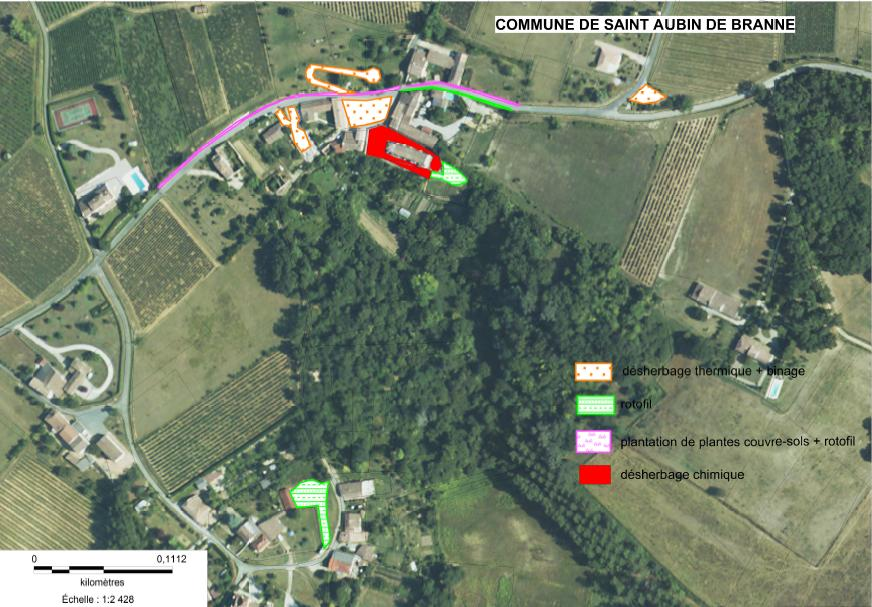 COMMUNE DE SAINT AUBIN DE BRANNE
désherbage thermique + binage
rotofil
plantation de plantes couvre-sols + rotofil
désherbage chimique
0 0,1112
kilomètres
Échelle : 1:2 428